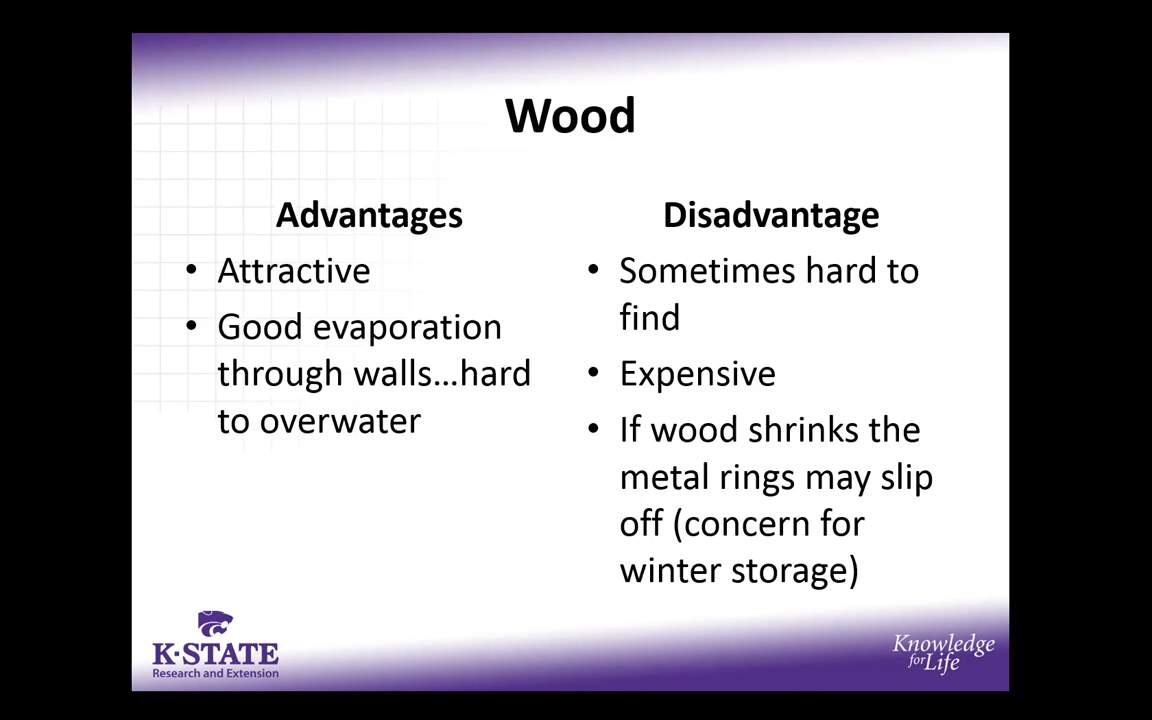 Wood
Advantages
• Attractive
• Good evaporation
through walls...hard
to overwater
Disadvantage
• Sometimes hard to
find
• Expensive
• If wood shrinks the
metal rings may slip
off (concern for
winter storage)
K-STATE
Research and Extension
Knowledge
for Life